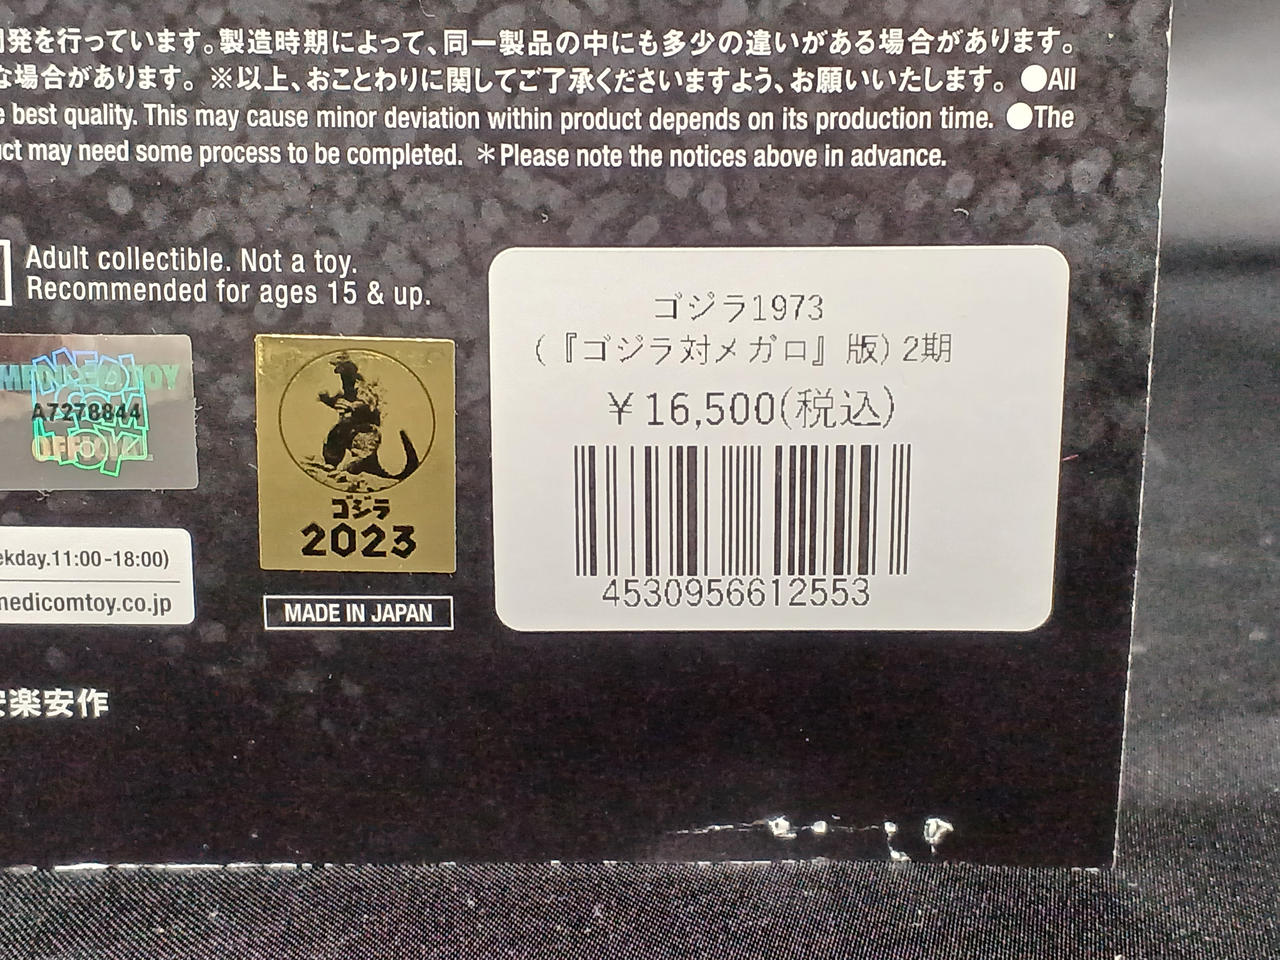 発を行っています。製造時期によって、同一製品の中にも多少の違いがある場合があります。
な場合があります。※以上、おことわりに関してご了承くださいますよう、お願いいたします。●All
best quality. This may cause minor deviation within product depends on its production time. ●The
may need some process to be completed. ＊Please note the notices above in advance.
Adult collectible. Not a toy.
Recommended for ages 15 & up.
A7278844
ゴジラ
2023
MADE IN JAPAN
11:00-18:00)
medicomtoy.co.jp
楽安作
ゴジラ1973
(『ゴジラ対メガロ』版)2期
￥16,500(税込)
4530956612553